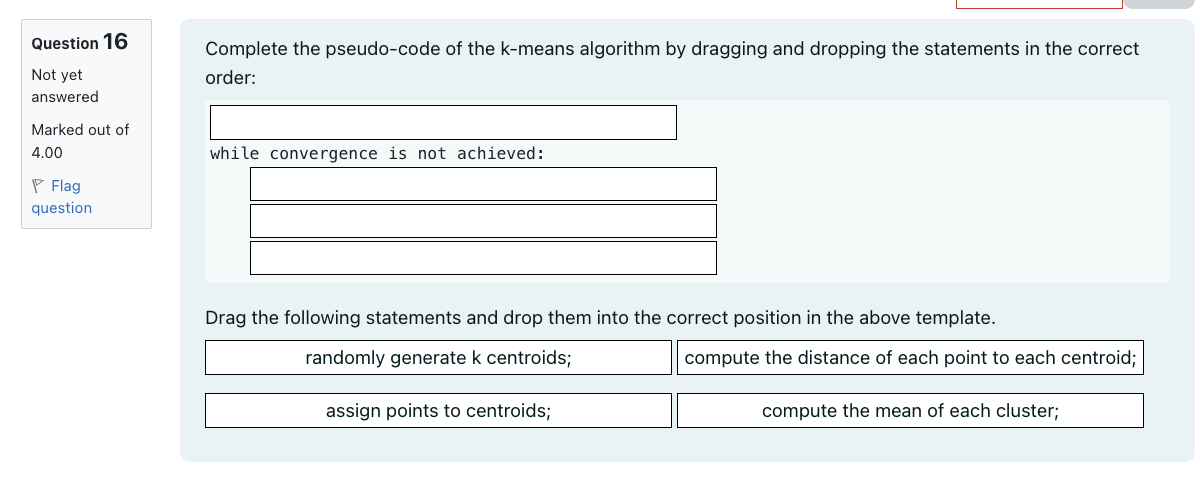 Question 16
Not yet
answered
Marked out of
4.00
Flag
question
Complete the pseudo-code of the k-means algorithm by dragging and dropping the statements in the correct
order:
while convergence is not achieved:
Drag the following statements and drop them into the correct position in the above template.
randomly generate k centroids;
compute the distance of each point to each centroid;
assign points to centroids;
compute the mean of each cluster;